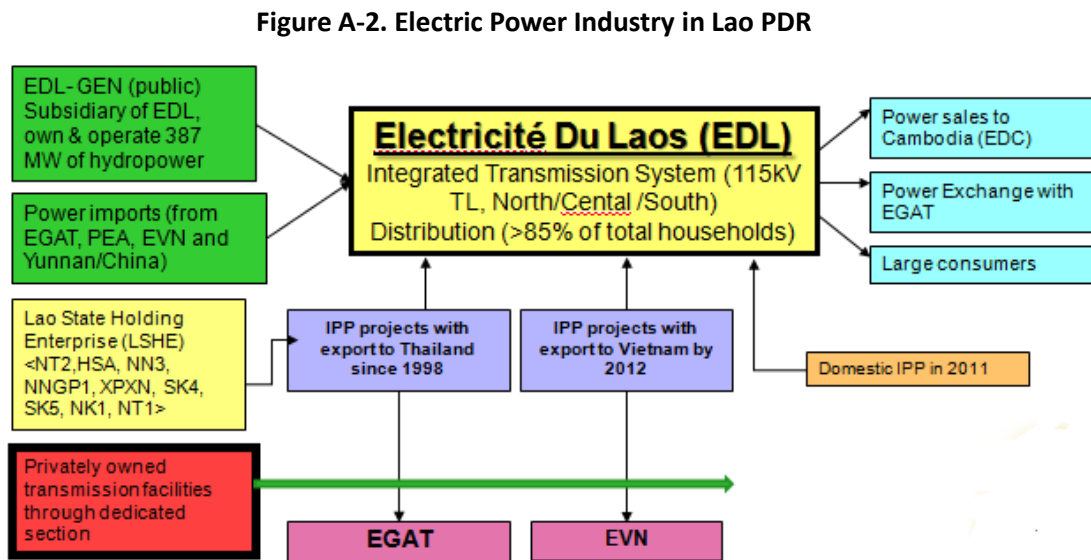 Figure A-2. Electric Power Industry in Lao PDR
EDL- GEN (public)
Subsidiary of EDL,
own & operate 387
MW of hydropower
Electricité Du Laos (EDL)
Integrated Transmission System (115kV
TL, North/Cental /South)
Distribution (>85% of total households)
Power sales to
Cambodia (EDC)
Power Exchange with
EGAT
Large consumers
Power imports (from
EGAT, PEA, EVN and
Yunnan/China)
Lao State Holding
Enterprise (LSHE)
<NT2,HSA, NN3,
NNGP1, XPXN, SK4,
SK5, NK1, NT1>
IPP projects with
export to Thailand
since 1998
IPP projects with
export to Vietnam by
2012
Domestic IPP in 2011
Privately owned
transmission facilities
through dedicated
section
EGAT
EVN